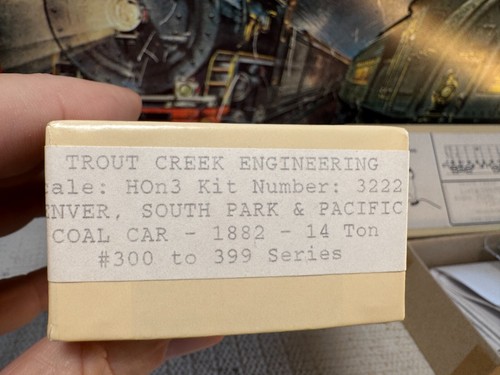 TROUT CREEK ENGINEERING
cale: HOn3 Kit Number: 3222
ENVER, SOUTH PARK & PACIFIC
COAL CAR - 1882 - 14 Ton
#300 to 399 Series